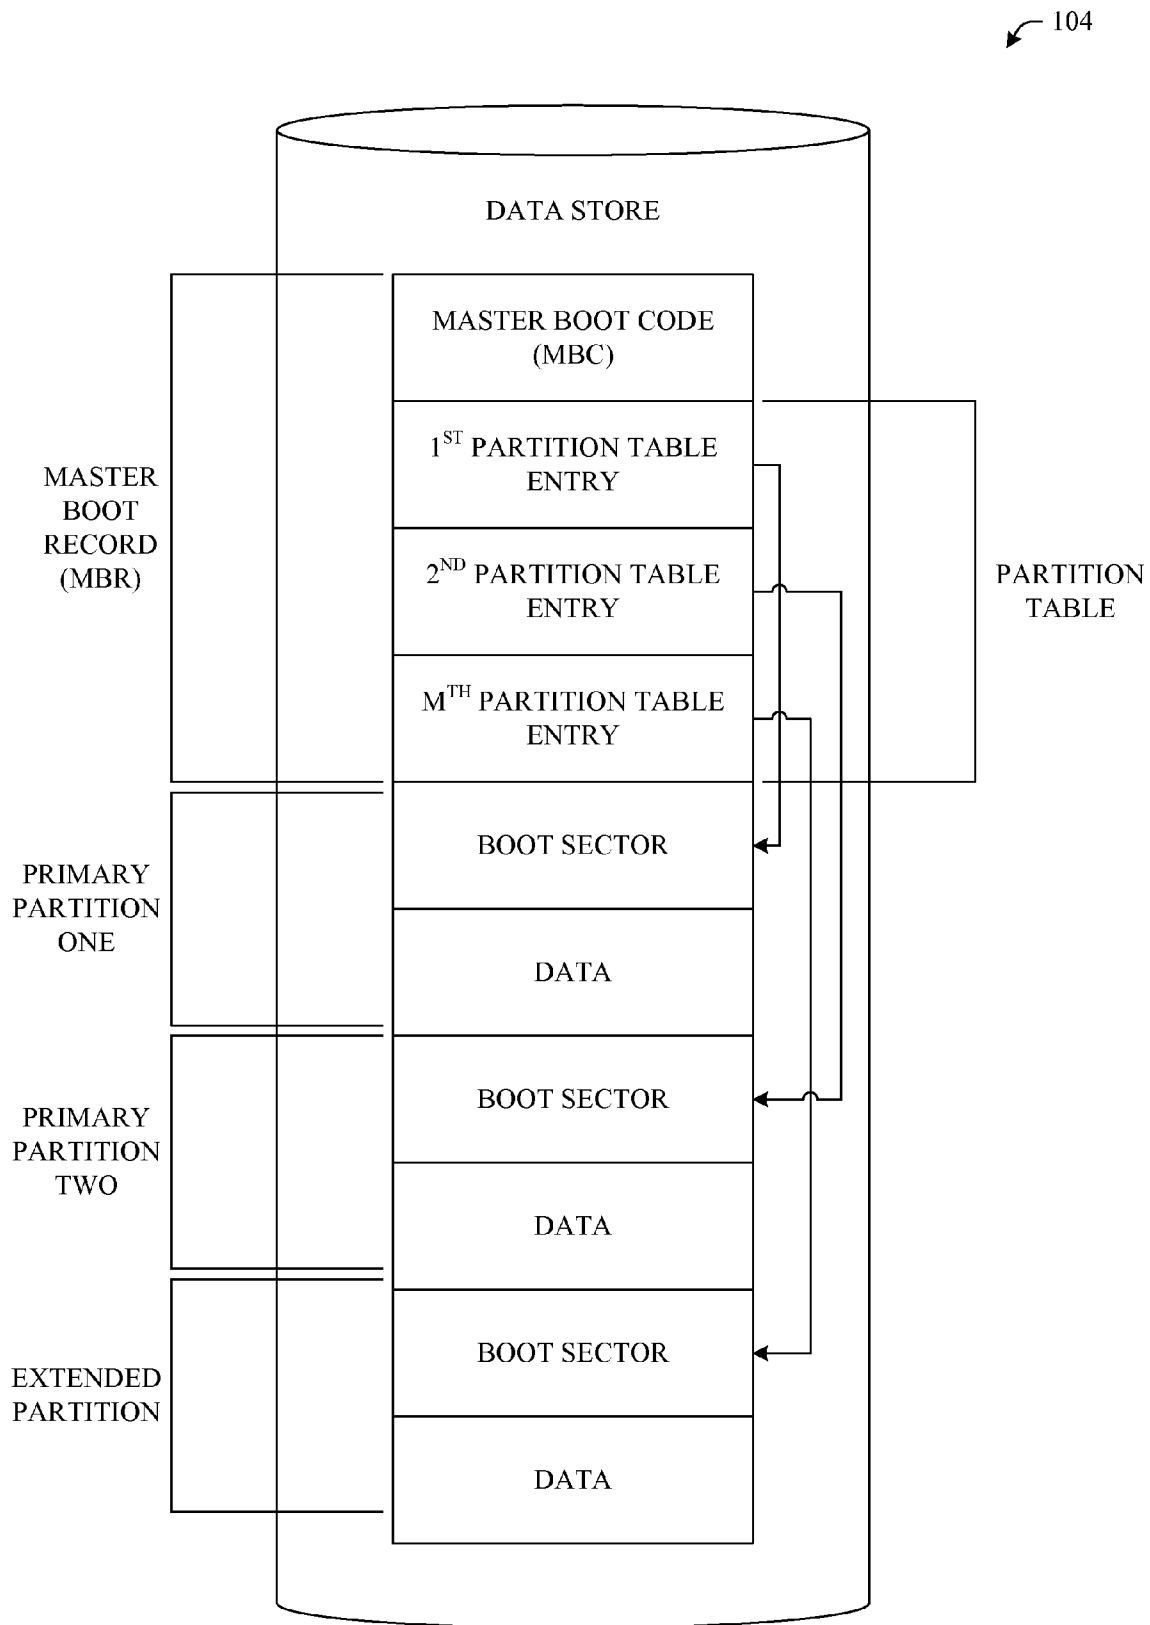 104
DATA STORE
MASTER BOOT CODE
(MBC)
1ST PARTITION TABLE
ENTRY
MASTER
BOOT
RECORD
(MBR)
2ND PARTITION TABLE
ENTRY
PARTITION
TABLE
MTH PARTITION TABLE
ENTRY
BOOT SECTOR
PRIMARY
PARTITION
ONE
DATA
BOOT SECTOR
PRIMARY
PARTITION
TWO
DATA
BOOT SECTOR
EXTENDED
PARTITION
DATA